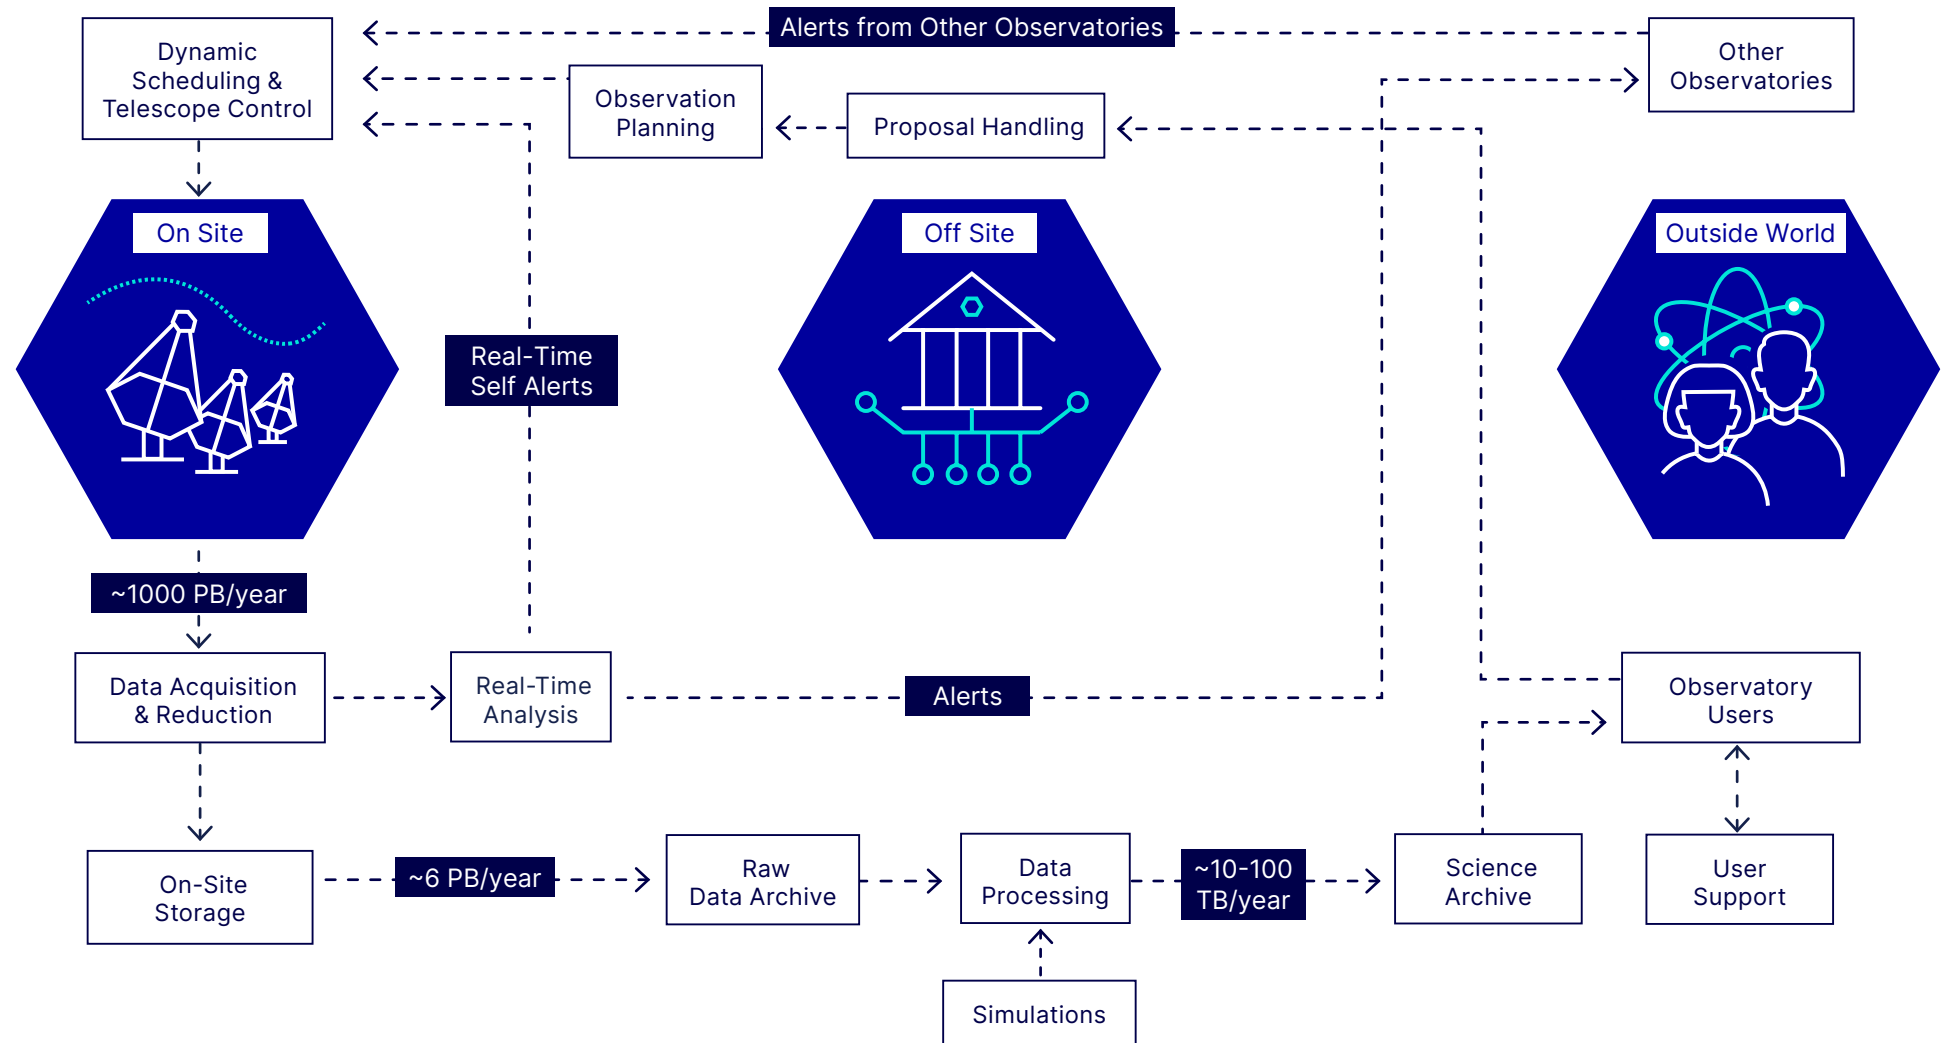 Alerts from Other Observatories
Dynamic
Scheduling &
Telescope Control
Other
Observatories
Observation
Planning
Proposal Handling
On Site
Off Site
Outside World
Real-Time
Self Alerts
~1000 PB/year
Data Acquisition
& Reduction
Real-Time
Analysis
Alerts
Observatory
Users
On-Site
Storage
~6 PB/year
Raw
Data Archive
Data
Processing
~10-100
TB/year
Science
Archive
User
Support
Simulations